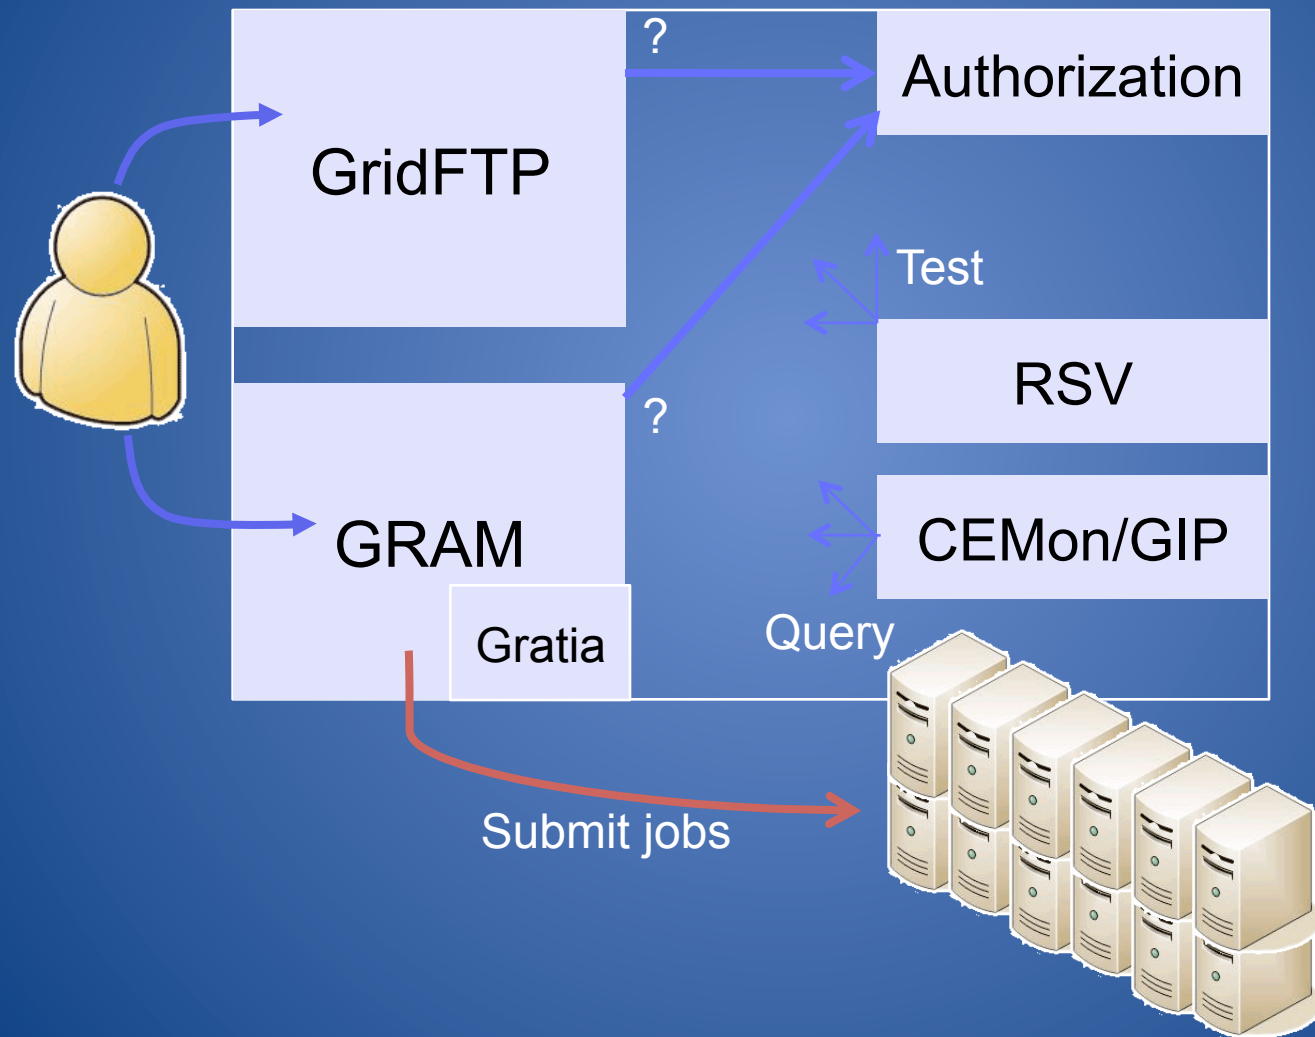 ?
Authorization
GridFTP
Test
RSV
?
GRAM
CEMon/GIP
Gratia
Query
Submit jobs